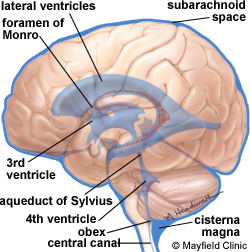 lateral ventricles
subarachnoid
space
foramen of
Monro
3rd
ventricle
aqueduct of Sylvius
4th ventricle
obex
central canal
cisterna
magna
M. Headworth
© Mayfield Clinic